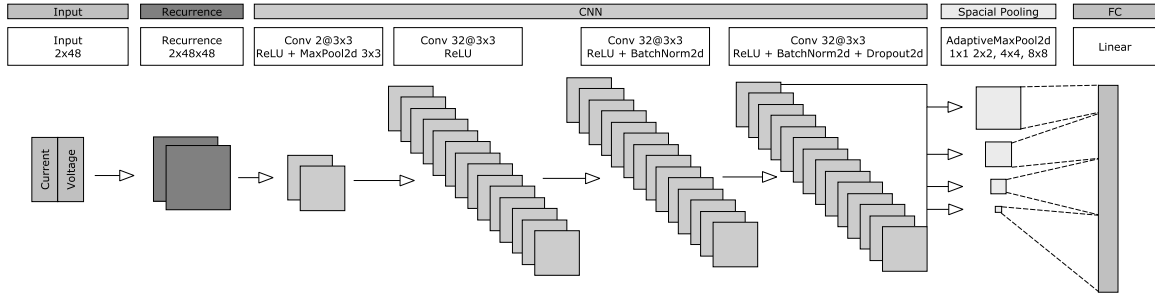 Input
Recurrence
CNN
Spacial Pooling
FC
Input
2x48
Recurrence
2x48x48
Conv 2@3x3
ReLU + MaxPool2d 3x3
Conv 32@3x3
ReLU
Conv 32@3x3
ReLU + BatchNorm2d
Conv 32@3x3
ReLU + BatchNorm2d + Dropout2d
AdaptiveMaxPool2d
1x1 2x2, 4x4, 8x8
Linear
Current
Voltage